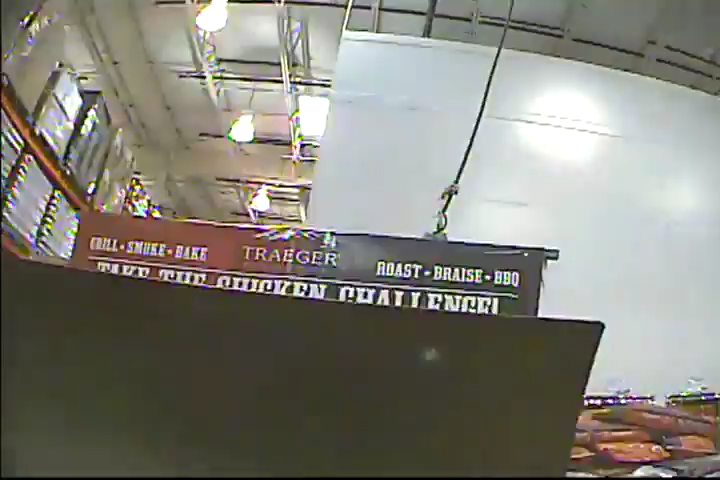 GRILL • SMOKE • BAKE TRAEGER ROAST • BRAISE • BBQ
TAKE THE CHICKEN CHALLENGE!